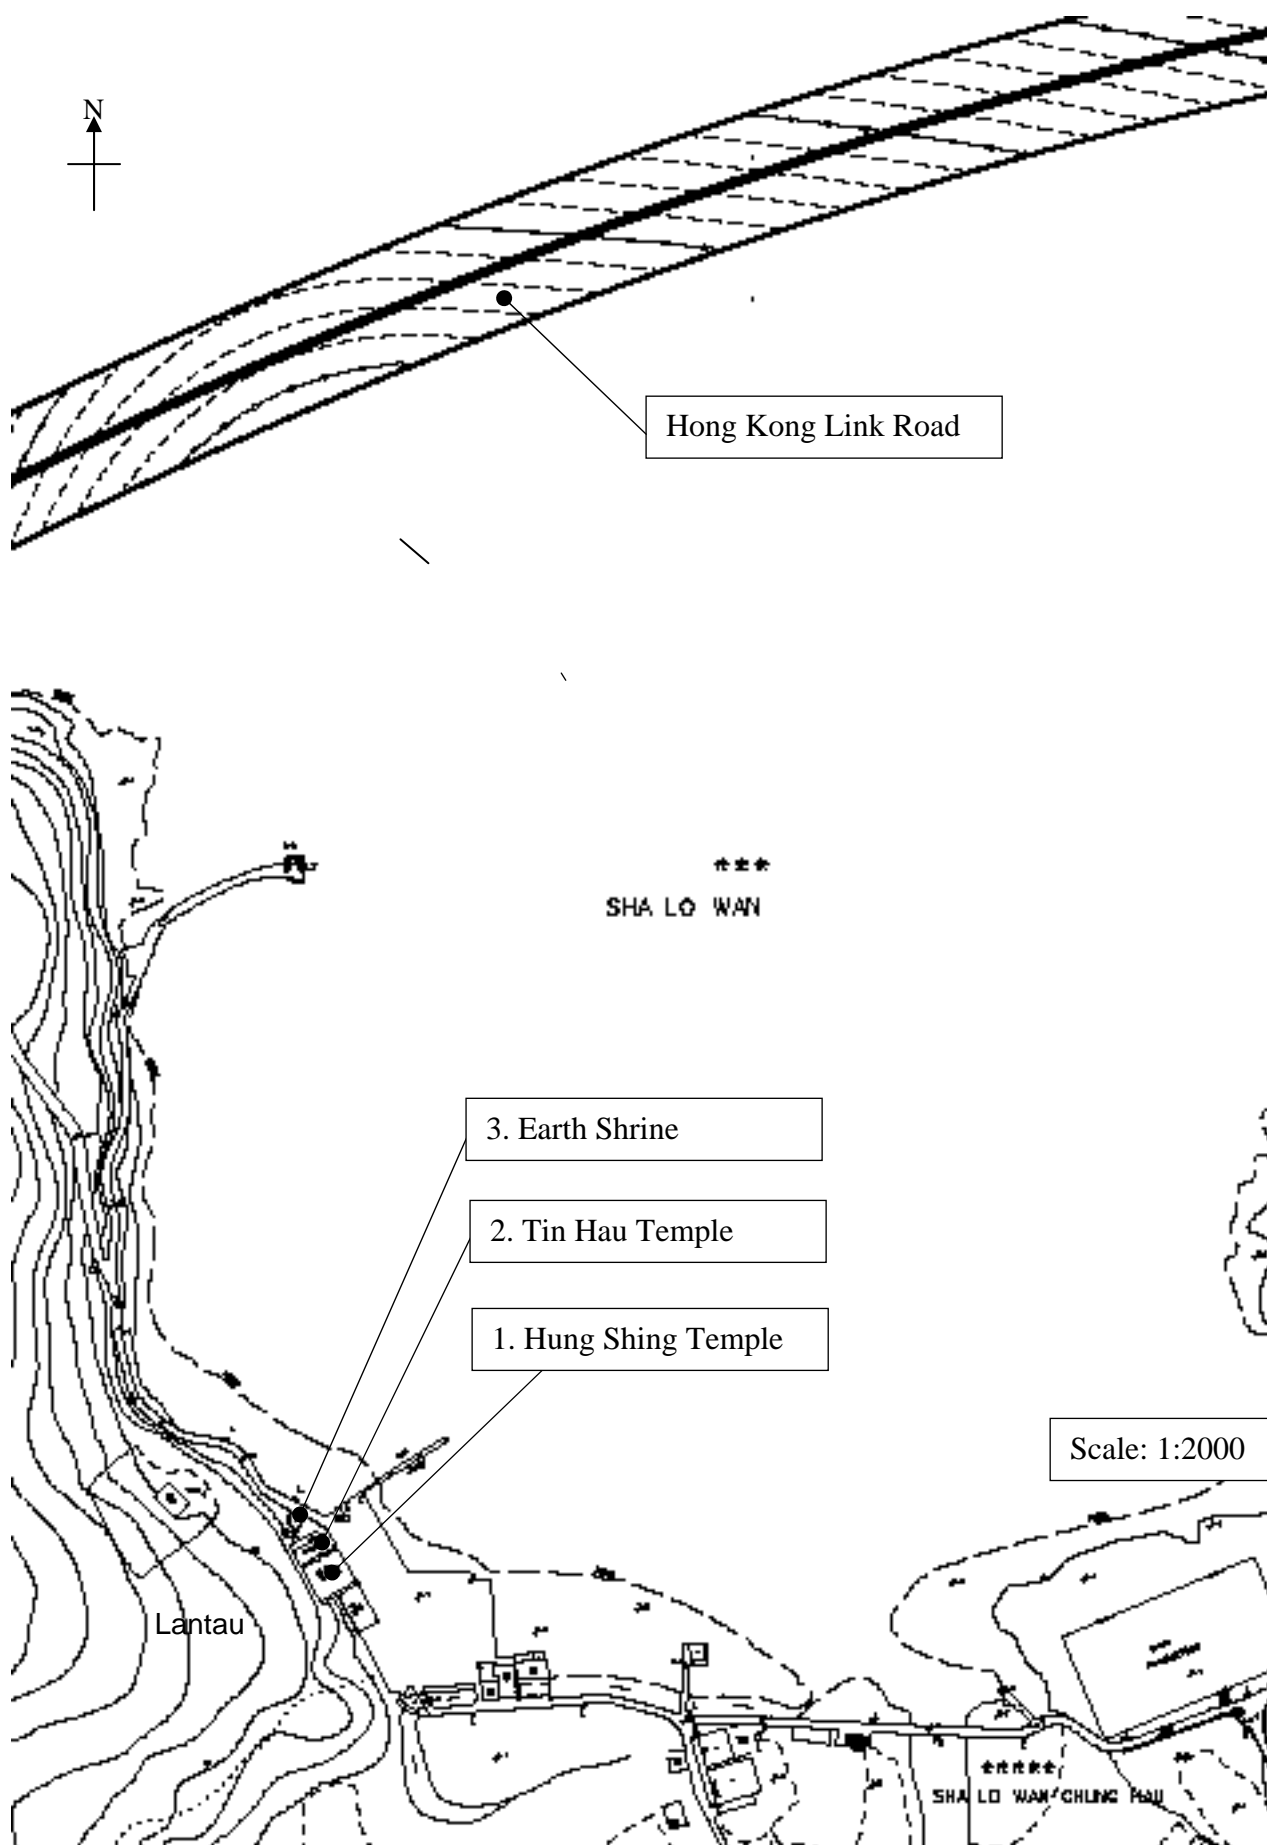 N
Hong Kong Link Road
SHA LO WAN
3. Earth Shrine
2. Tin Hau Temple
1. Hung Shing Temple
Scale: 1:2000
Lantau
SHA LO WAN CHUNG HAU